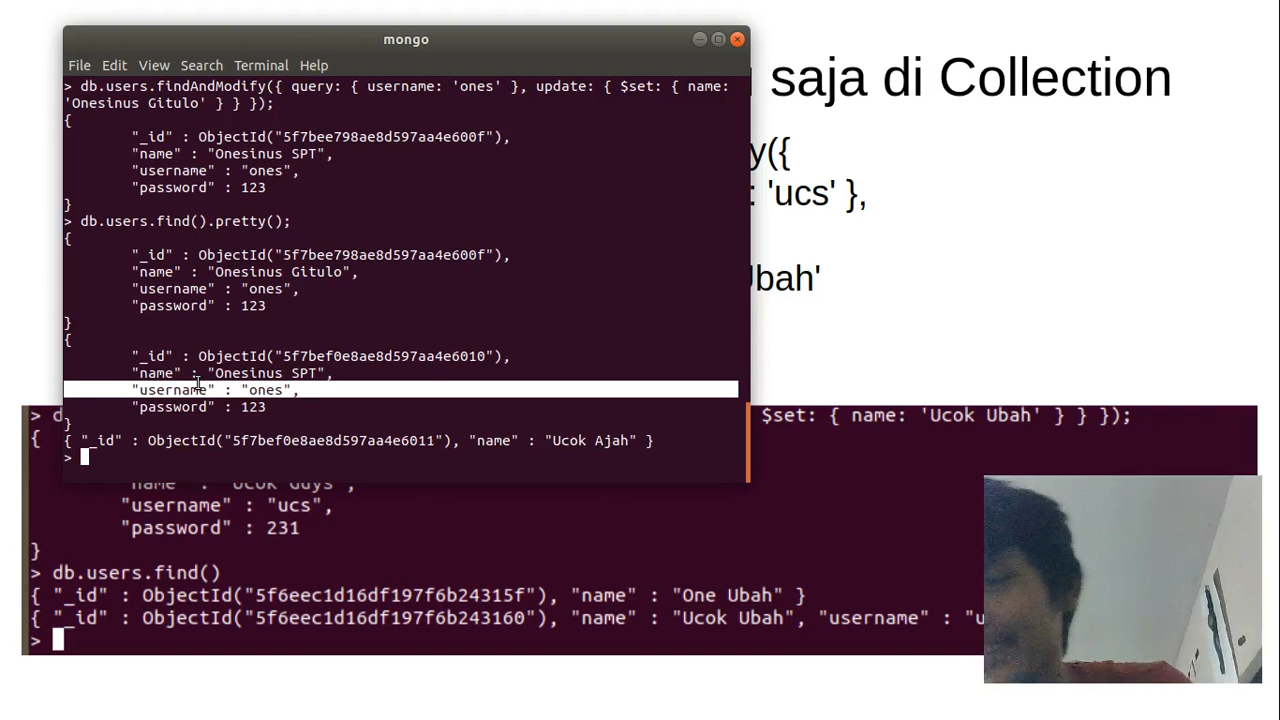 mongo
File Edit View Search Terminal Help
> db.users.findAndModify({ query: { username: 'ones' }, update: { $set: { name:
'Onesinus Gitulo' } } });
{
"_id" : ObjectId("5f7bee798ae8d597aa4e600f"),
"name" : "Onesinus SPT",
"username" : "ones",
"password" : 123
}
> db.users.find().pretty();
{
"_id" : ObjectId("5f7bee798ae8d597aa4e600f"),
"name" : "Onesinus Gitulo",
"username" : "ones",
"password" : 123
}
{
"_id" : ObjectId("5f7bef0e8ae8d597aa4e6010"),
"name" : "Onesinus SPT",
"username" : "ones",
"password" : 123
}
{ "_id" : ObjectId("5f7bef0e8ae8d597aa4e6011"), "name" : "Ucok Ajah" }
>
saja di Collection
y({
: 'ucs' },
Ubah'
> d
$set: { name: 'Ucok Ubah' } } });
{
"name" : "Ucok Guys",
"username" : "ucs",
"password" : 231
}
> db.users.find()
{ "_id" : ObjectId("5f6eec1d16df197f6b24315f"), "name" : "One Ubah" }
{ "_id" : ObjectId("5f6eec1d16df197f6b243160"), "name" : "Ucok Ubah", "username" : "u
>